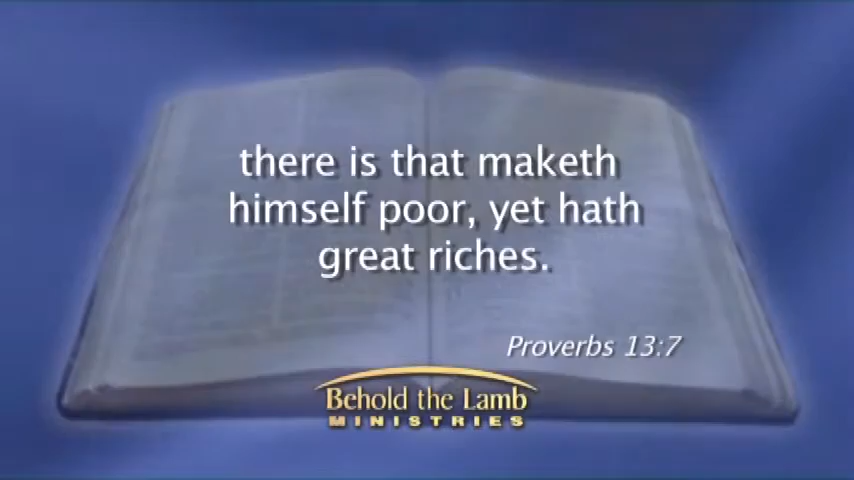 there is that maketh
himself poor, yet hath
great riches.
Proverbs 13:7
Behold the Lamb
MINISTRIES